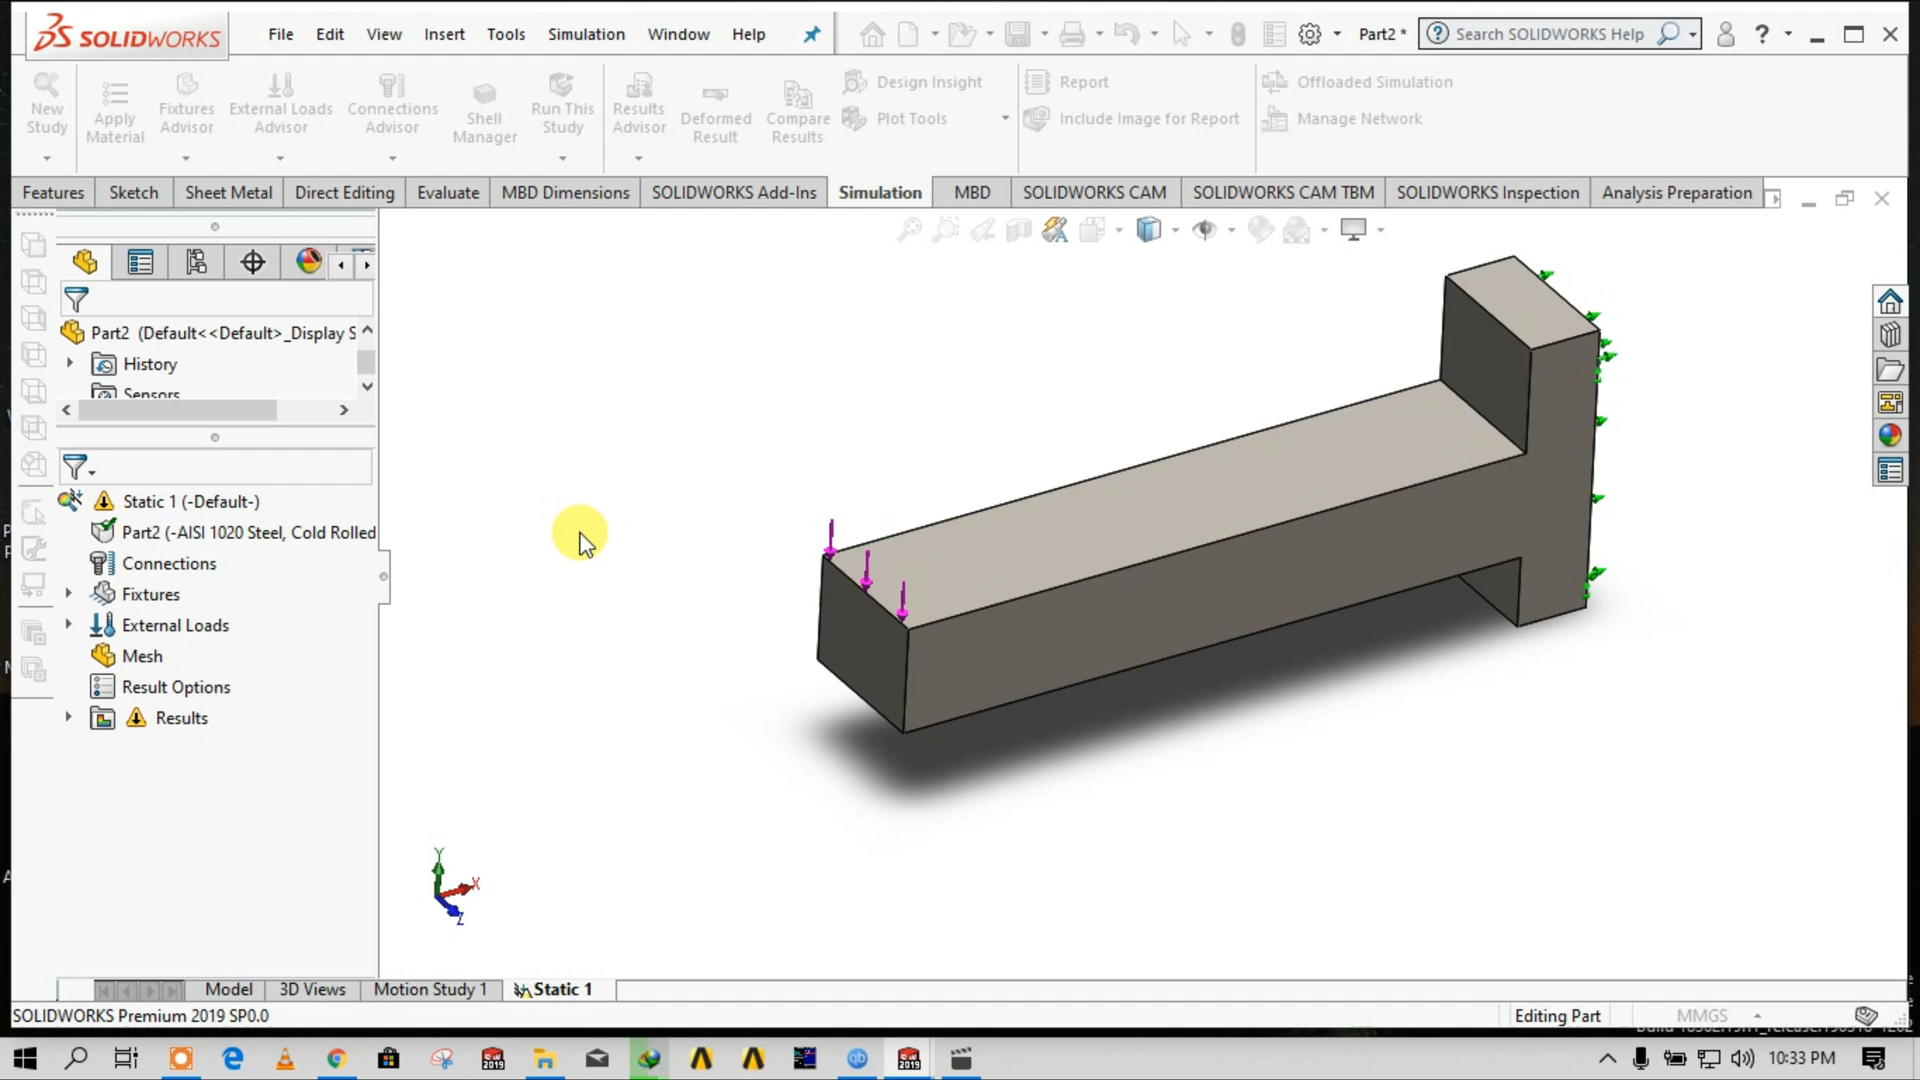 SOLIDWORKS File Edit View Insert Tools Simulation Window Help Part2 * Search SOLIDWORKS Help ?
New Study
Apply Material
Fixtures Advisor
External Loads Advisor
Connections Advisor
Shell Manager
Run This Study
Results Advisor
Deformed Result
Compare Results
Design Insight
Plot Tools
Report
Include Image for Report
Offloaded Simulation
Manage Network
Features Sketch Sheet Metal Direct Editing Evaluate MBD Dimensions SOLIDWORKS Add-Ins Simulation MBD SOLIDWORKS CAM SOLIDWORKS CAM TBM SOLIDWORKS Inspection Analysis Preparation
Part2 (Default<<Default>_Display S
History
Sensors
Static 1 (-Default-)
Part2 (-AISI 1020 Steel, Cold Rolled
Connections
Fixtures
External Loads
Mesh
Result Options
Results
Y
X
Z
Model 3D Views Motion Study 1 Static 1
SOLIDWORKS Premium 2019 SP0.0 Editing Part MMGS
10:33 PM